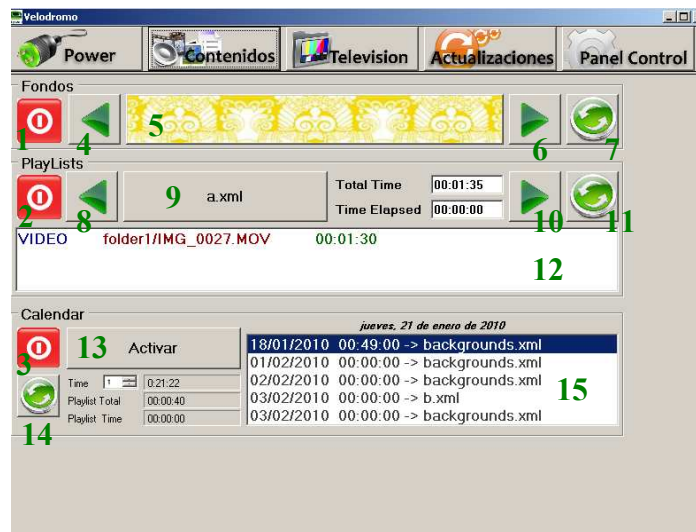 Velodromo
Power Contenidos Television Actualizaciones Panel Control
Fondos
1 4 5 6 7
PlayLists
2 8 9 a.xml Total Time 00:01:35 10 11
Time Elapsed 00:00:00
VIDEO folder1/IMG_0027.MOV 00:01:30
12
Calendar
jueves, 21 de enero de 2010
3 13 Activar
18/01/2010 00:49:00 -> backgrounds.xml
01/02/2010 00:00:00 -> backgrounds.xml
02/02/2010 00:00:00 -> backgrounds.xml
03/02/2010 00:00:00 -> b.xml
03/02/2010 00:00:00 -> backgrounds.xml
15
Time 1 0:21:22
Playlist Total 00:00:40
Playlist Time 00:00:00
14